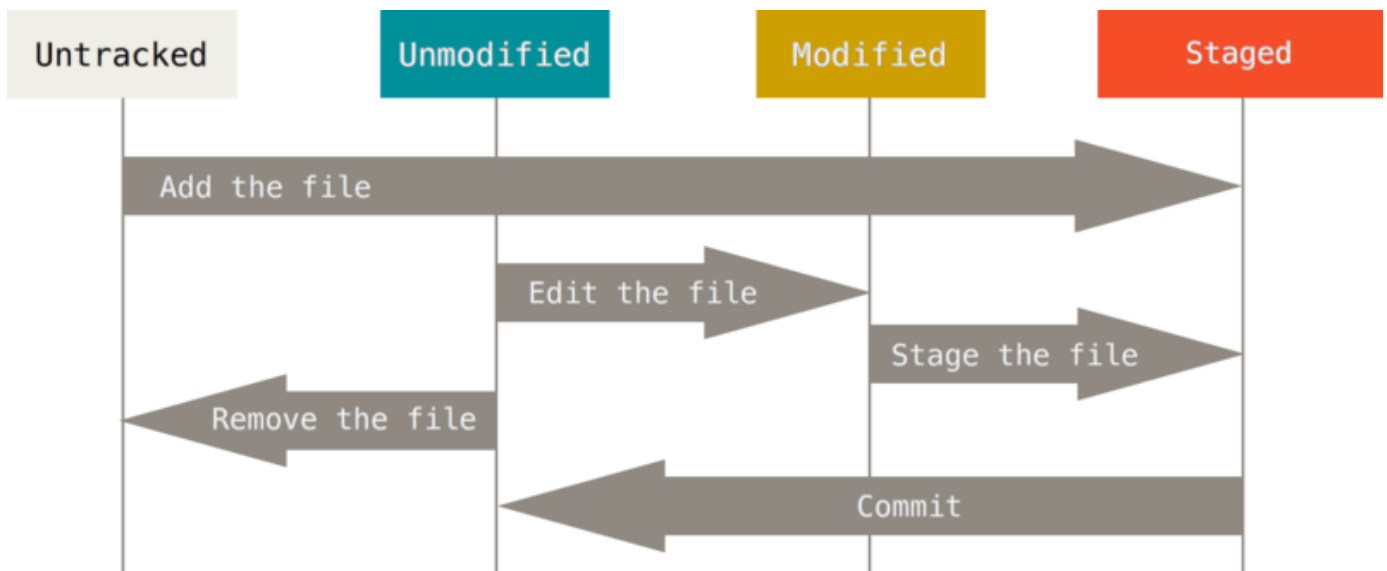 Untracked
Unmodified
Modified
Staged
Add the file
Edit the file
Stage the file
Remove the file
Commit